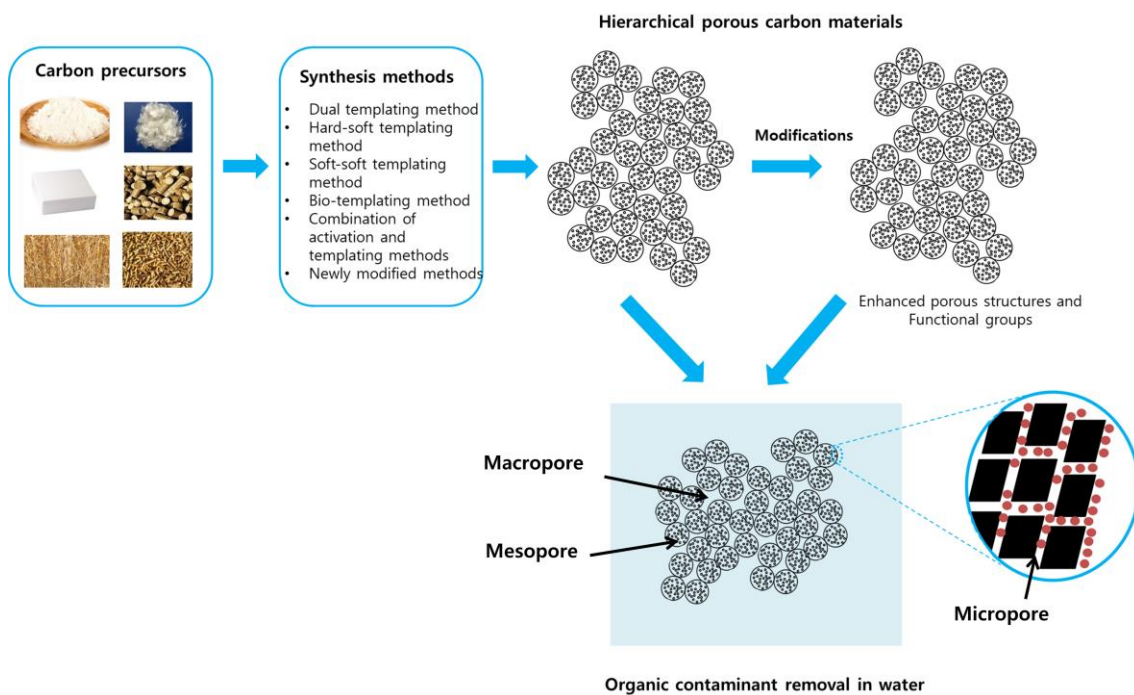 Hierarchical porous carbon materials
Carbon precursors
Synthesis methods
• Dual templating method
• Hard-soft templating
method
• Soft-soft templating
method
• Bio-templating method
• Combination of
activation and
templating methods
• Newly modified methods
Modifications
Enhanced porous structures and
Functional groups
Macropore
Mesopore
Micropore
Organic contaminant removal in water